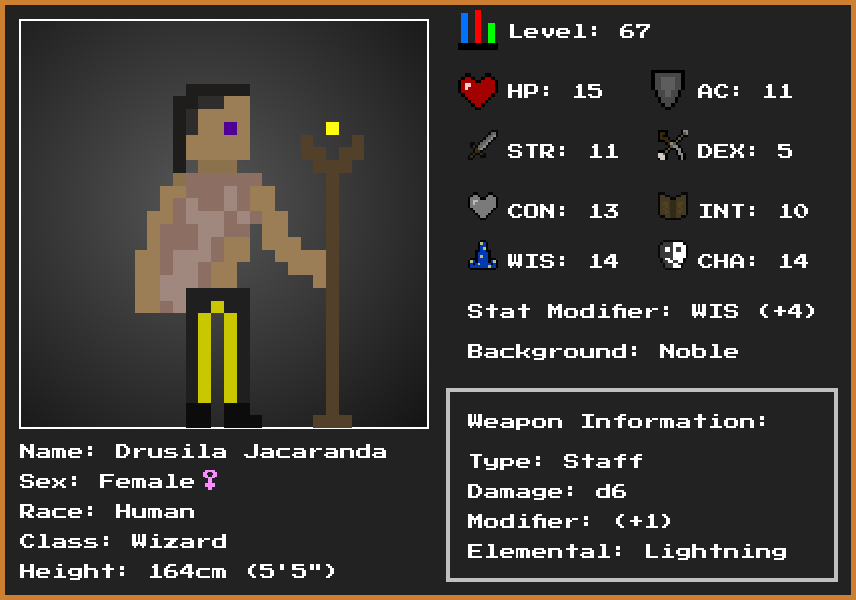 Level: 67
HP: 15
AC: 11
STR: 11
DEX: 5
CON: 13
INT: 10
WIS: 14
CHA: 14
Stat Modifier: WIS (+4)
Background: Noble
Weapon Information:
Type: Staff
Damage: d6
Modifier: (+1)
Elemental: Lightning
Name: Drusila Jacaranda
Sex: Female♀
Race: Human
Class: Wizard
Height: 164cm (5'5")